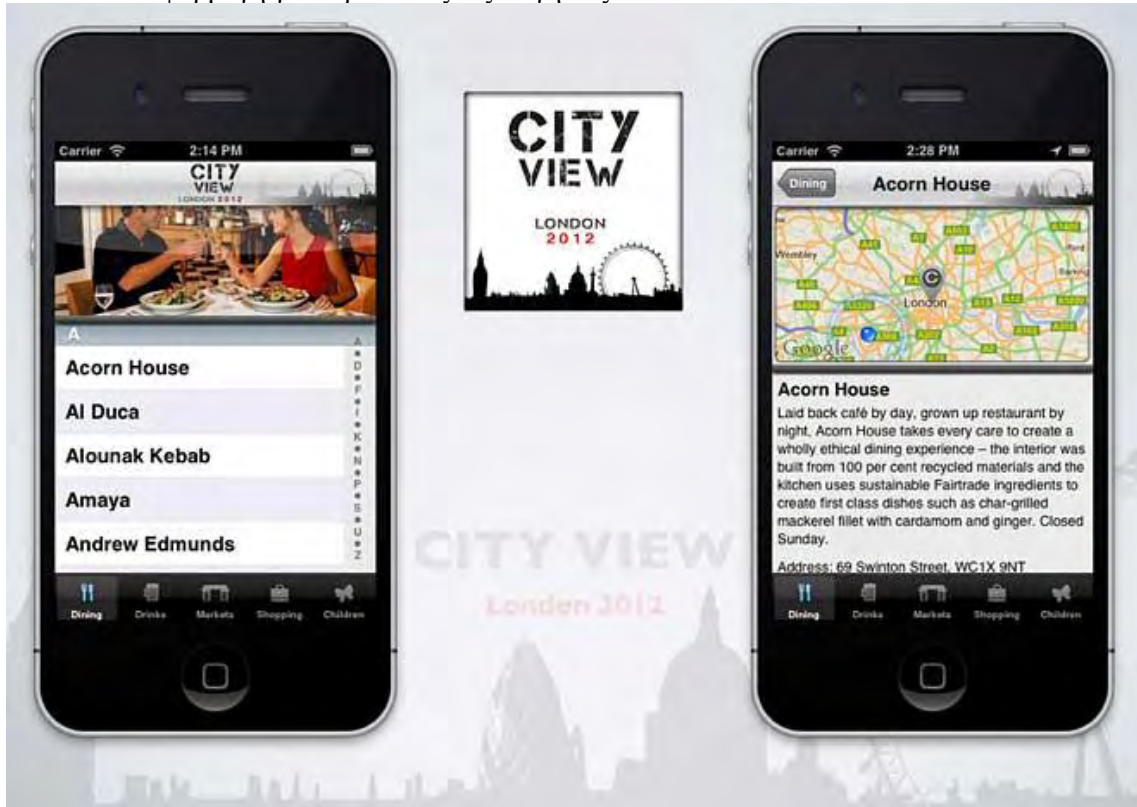 Carrier 2:14 PM
CITY
VIEW
LONDON 2012
A
Acorn House
Al Duca
Alounak Kebab
Amaya
Andrew Edmunds
A
D
F
I
K
N
P
S
U
Z
Dining Drinks Markets Shopping Children
CITY
VIEW
LONDON
2012
CITY VIEW
London 2012
Carrier 2:28 PM
Dining Acorn House
Wembley
London
Google
Acorn House
Laid back café by day, grown up restaurant by
night, Acorn House takes every care to create a
wholly ethical dining experience – the interior was
built from 100 per cent recycled materials and the
kitchen uses sustainable Fairtrade ingredients to
create first class dishes such as char-grilled
mackerel fillet with cardamom and ginger. Closed
Sunday.
Address: 69 Swinton Street, WC1X 9NT
Dining Drinks Markets Shopping Children